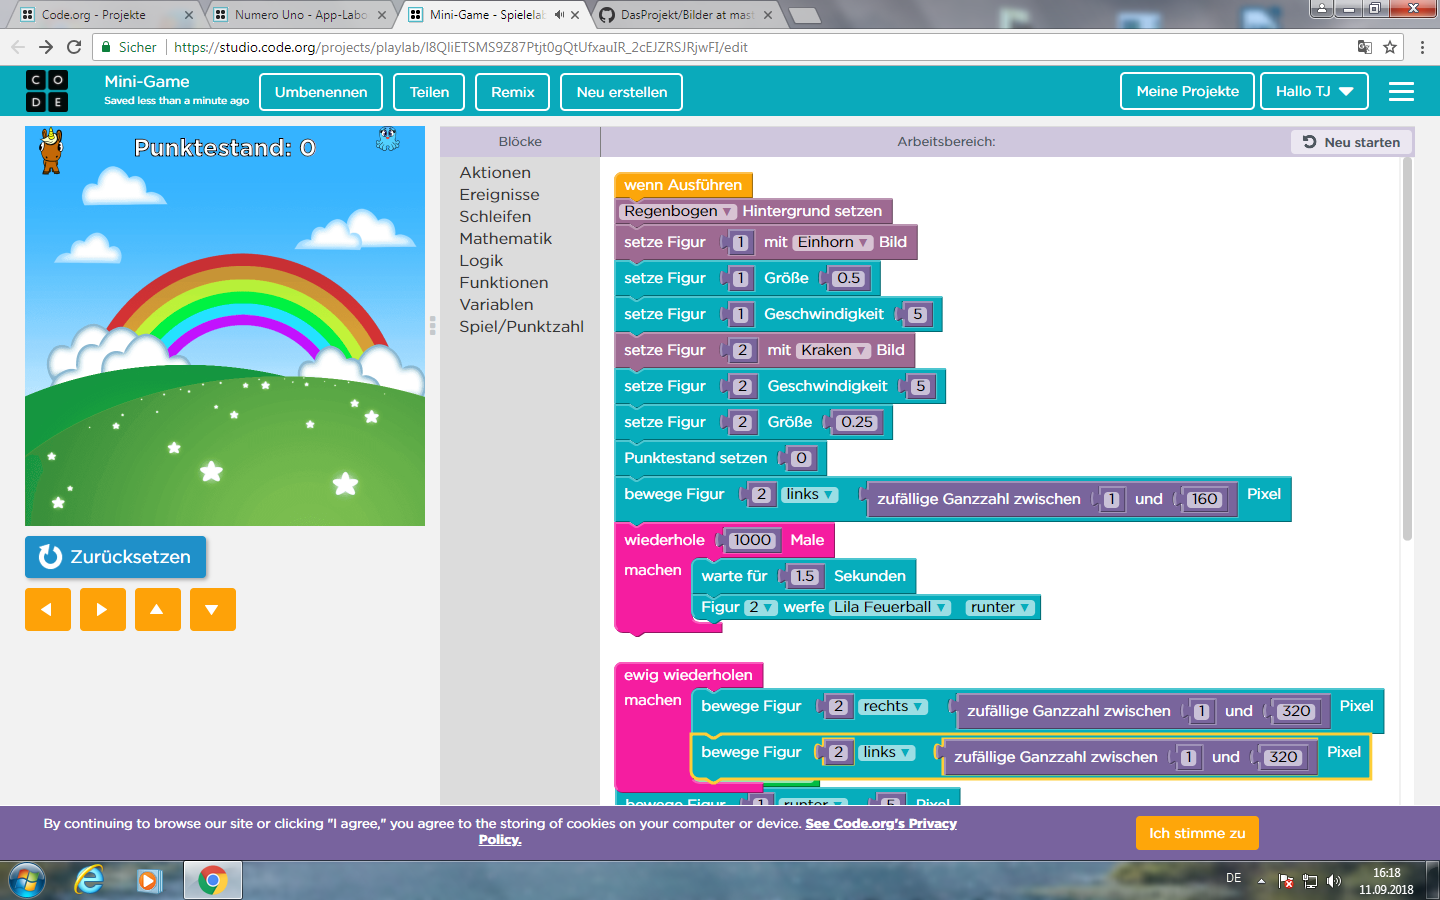 Code.org - Projekte
Numero Uno - App-Labo
Mini-Game - Spielelab
DasProjekt/Bilder at mast
Sicher
https://studio.code.org/projects/playlab/l8QliETSMS9Z87Ptjt0gQtUfxauIR_2cEJZRSJRjwFI/edit
C O
D E
Mini-Game
Saved less than a minute ago
Umbenennen
Teilen
Remix
Neu erstellen
Meine Projekte
Hallo TJ
Punktestand: 0
Blöcke
Arbeitsbereich:
Neu starten
Aktionen
Ereignisse
Schleifen
Mathematik
Logik
Funktionen
Variablen
Spiel/Punktzahl
wenn Ausführen
Regenbogen Hintergrund setzen
setze Figur 1 mit Einhorn Bild
setze Figur 1 Größe 0.5
setze Figur 1 Geschwindigkeit 5
setze Figur 2 mit Kraken Bild
setze Figur 2 Geschwindigkeit 5
setze Figur 2 Größe 0.25
Punktestand setzen 0
bewege Figur 2 links zufällige Ganzzahl zwischen 1 und 160 Pixel
wiederhole 1000 Male
machen
warte für 1.5 Sekunden
Figur 2 werfe Lila Feuerball runter
ewig wiederholen
machen
bewege Figur 2 rechts zufällige Ganzzahl zwischen 1 und 320 Pixel
bewege Figur 2 links zufällige Ganzzahl zwischen 1 und 320 Pixel
bewege Figur 1 runter 5 Pixel
Zurücksetzen
By continuing to browse our site or clicking "I agree," you agree to the storing of cookies on your computer or device. See Code.org's Privacy
Policy.
Ich stimme zu
DE
16:18
11.09.2018